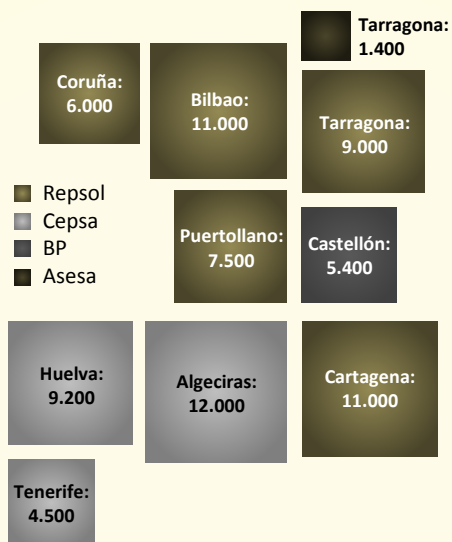 Tarragona:
1.400
Coruña:
6.000
Bilbao:
11.000
Tarragona:
9.000
Repsol
Cepsa
BP
Asesa
Puertollano:
7.500
Castellón:
5.400
Huelva:
9.200
Algeciras:
12.000
Cartagena:
11.000
Tenerife:
4.500